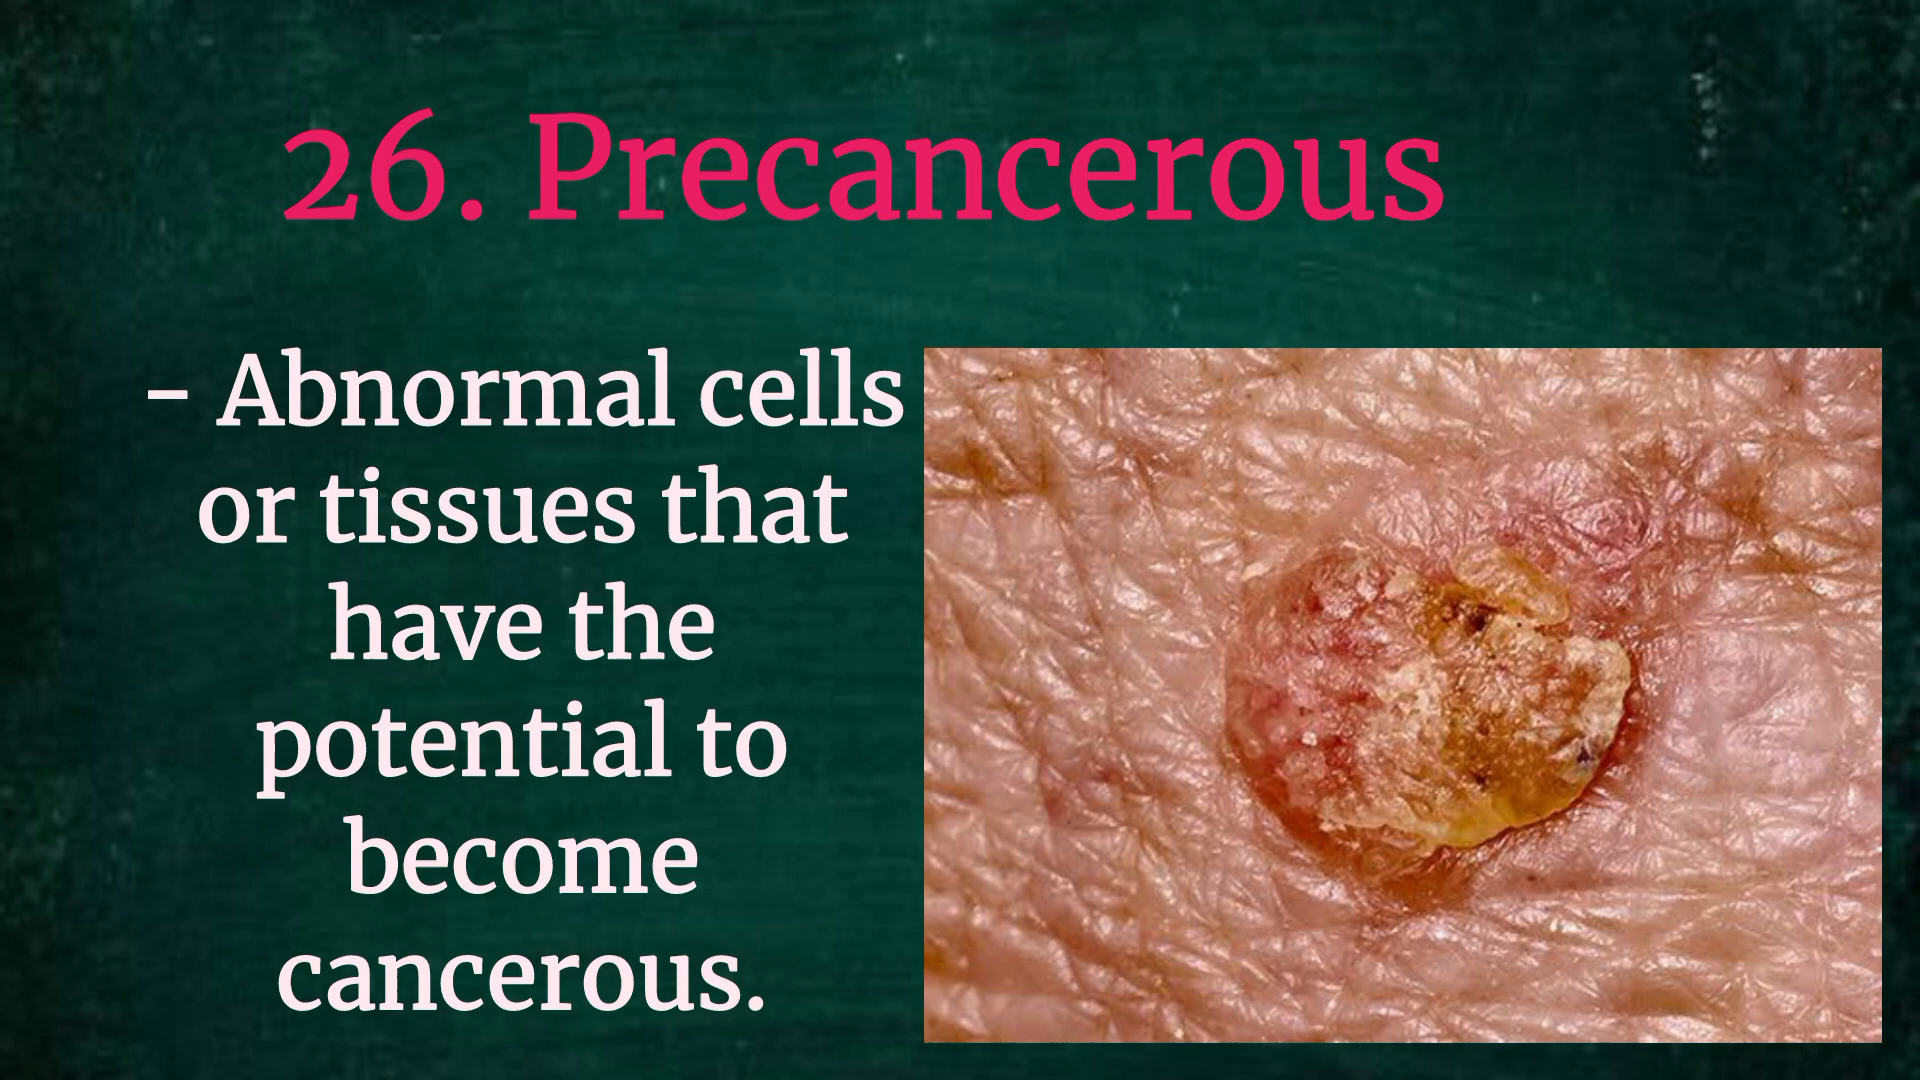 26. Precancerous
- Abnormal cells
or tissues that
have the
potential to
become
cancerous.